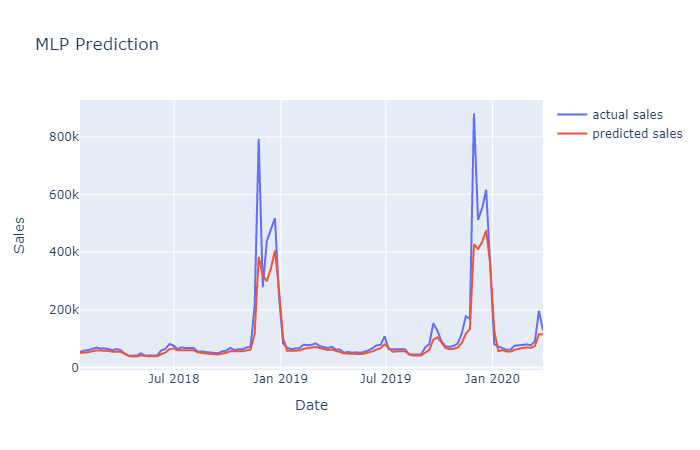 MLP Prediction
actual sales
predicted sales
800k
600k
400k
200k
0
Sales
Jul 2018
Jan 2019
Jul 2019
Jan 2020
Date